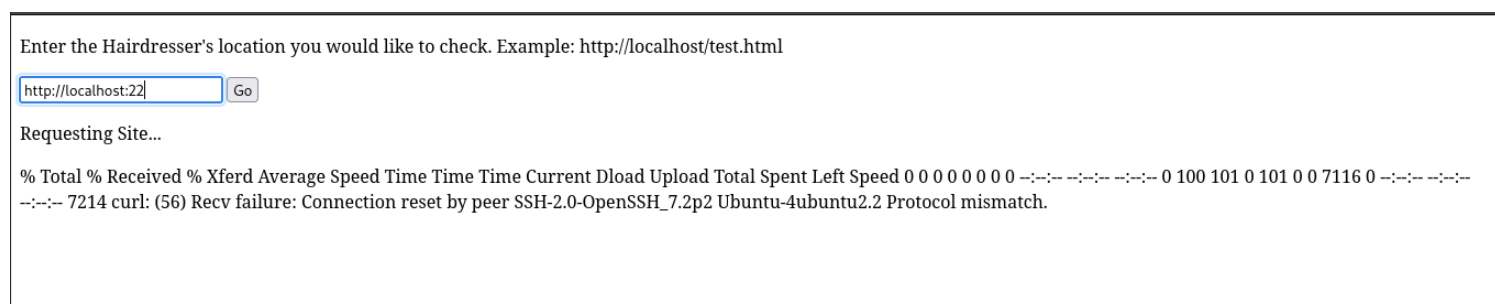 Enter the Hairdresser's location you would like to check. Example: http://localhost/test.html
http://localhost:22 Go
Requesting Site...
% Total % Received % Xferd Average Speed Time Time Time Current Dload Upload Total Spent Left Speed 0 0 0 0 0 0 0 0 --:--:-- --:--:-- --:--:-- 0 100 101 0 101 0 0 7116 0 --:--:-- --:--:--
--:--:-- 7214 curl: (56) Recv failure: Connection reset by peer SSH-2.0-OpenSSH_7.2p2 Ubuntu-4ubuntu2.2 Protocol mismatch.